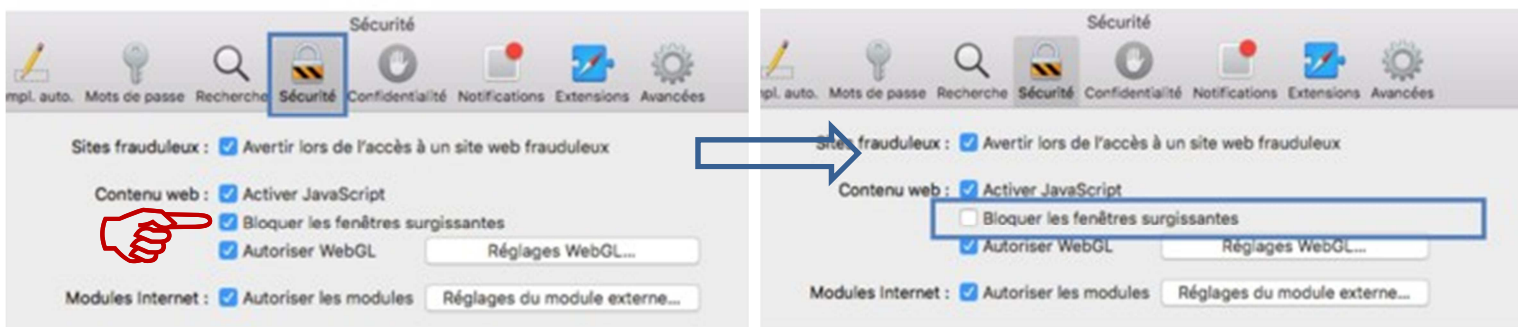 Sécurité
mpl. auto. Mots de passe Recherche Sécurité Confidentialité Notifications Extensions Avancées
Sites frauduleux : Avertir lors de l'accès à un site web frauduleux
Contenu web : Activer JavaScript
Bloquer les fenêtres surgissantes
Autoriser WebGL Réglages WebGL...
Modules Internet : Autoriser les modules Réglages du module externe...
Sécurité
mpl. auto. Mots de passe Recherche Sécurité Confidentialité Notifications Extensions Avancées
Sites frauduleux : Avertir lors de l'accès à un site web frauduleux
Contenu web : Activer JavaScript
Bloquer les fenêtres surgissantes
Autoriser WebGL Réglages WebGL...
Modules Internet : Autoriser les modules Réglages du module externe...